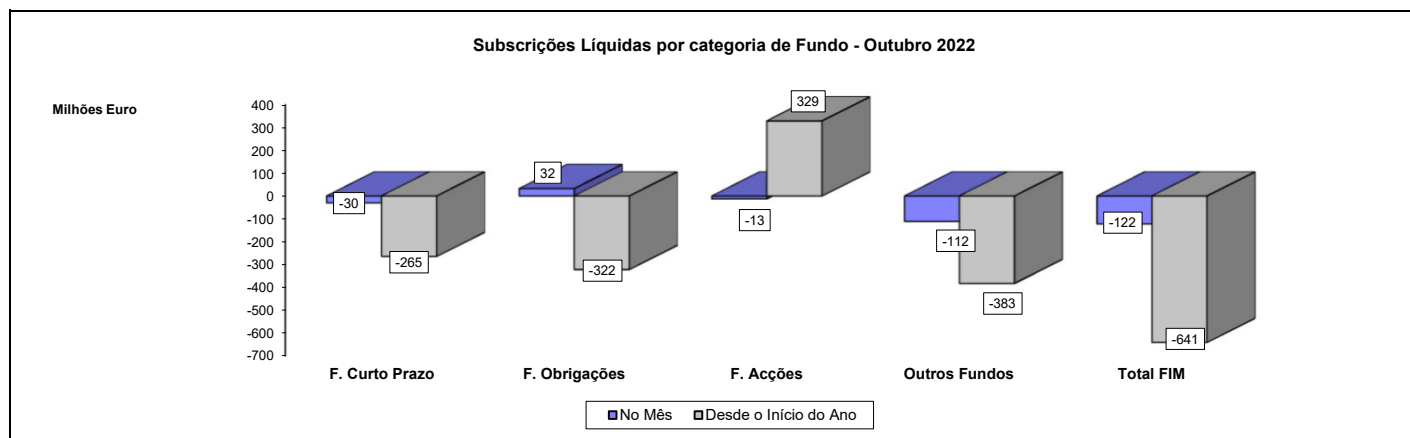 Subscrições Líquidas por categoria de Fundo - Outubro 2022
Milhões Euro
400
300
200
100
0
-100
-200
-300
-400
-500
-600
-700
-30
-265
32
-322
-13
329
-112
-383
-122
-641
F. Curto Prazo
F. Obrigações
F. Acções
Outros Fundos
Total FIM
No Mês
Desde o Início do Ano